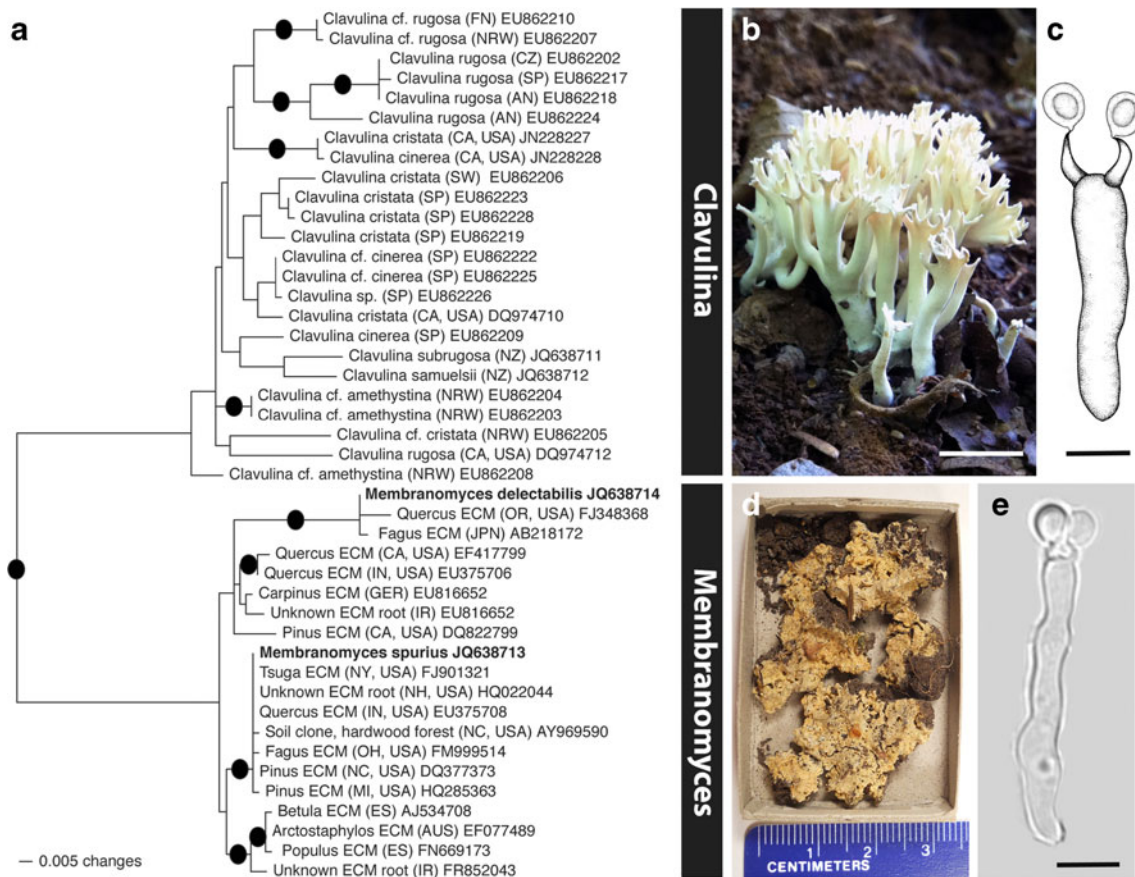 a
Clavulina cf. rugosa (FN) EU862210
Clavulina cf. rugosa (NRW) EU862207
Clavulina rugosa (CZ) EU862202
Clavulina rugosa (SP) EU862217
Clavulina rugosa (AN) EU862218
Clavulina rugosa (AN) EU862224
Clavulina cristata (CA, USA) JN228227
Clavulina cinerea (CA, USA) JN228228
Clavulina cristata (SW) EU862206
Clavulina cristata (SP) EU862223
Clavulina cristata (SP) EU862228
Clavulina cristata (SP) EU862219
Clavulina cf. cinerea (SP) EU862222
Clavulina cf. cinerea (SP) EU862225
Clavulina sp. (SP) EU862226
Clavulina cristata (CA, USA) DQ974710
Clavulina cinerea (SP) EU862209
Clavulina subrugosa (NZ) JQ638711
Clavulina samuelsii (NZ) JQ638712
Clavulina cf. amethystina (NRW) EU862204
Clavulina cf. amethystina (NRW) EU862203
Clavulina cf. cristata (NRW) EU862205
Clavulina rugosa (CA, USA) DQ974712
Clavulina cf. amethystina (NRW) EU862208
Membranomyces delectabilis JQ638714
Quercus ECM (OR, USA) FJ348368
Fagus ECM (JPN) AB218172
Quercus ECM (CA, USA) EF417799
Quercus ECM (IN, USA) EU375706
Carpinus ECM (GER) EU816652
Unknown ECM root (IR) EU816652
Pinus ECM (CA, USA) DQ822799
Membranomyces spurius JQ638713
Tsuga ECM (NY, USA) FJ901321
Unknown ECM root (NH, USA) HQ022044
Quercus ECM (IN, USA) EU375708
Soil clone, hardwood forest (NC, USA) AY969590
Fagus ECM (OH, USA) FM999514
Pinus ECM (NC, USA) DQ377373
Pinus ECM (MI, USA) HQ285363
Betula ECM (ES) AJ534708
Arctostaphylos ECM (AUS) EF077489
Populus ECM (ES) FN669173
Unknown ECM root (IR) FR852043
0.005 changes
Clavulina
Membranomyces
b
c
d
1 2 3
CENTIMETERS
e